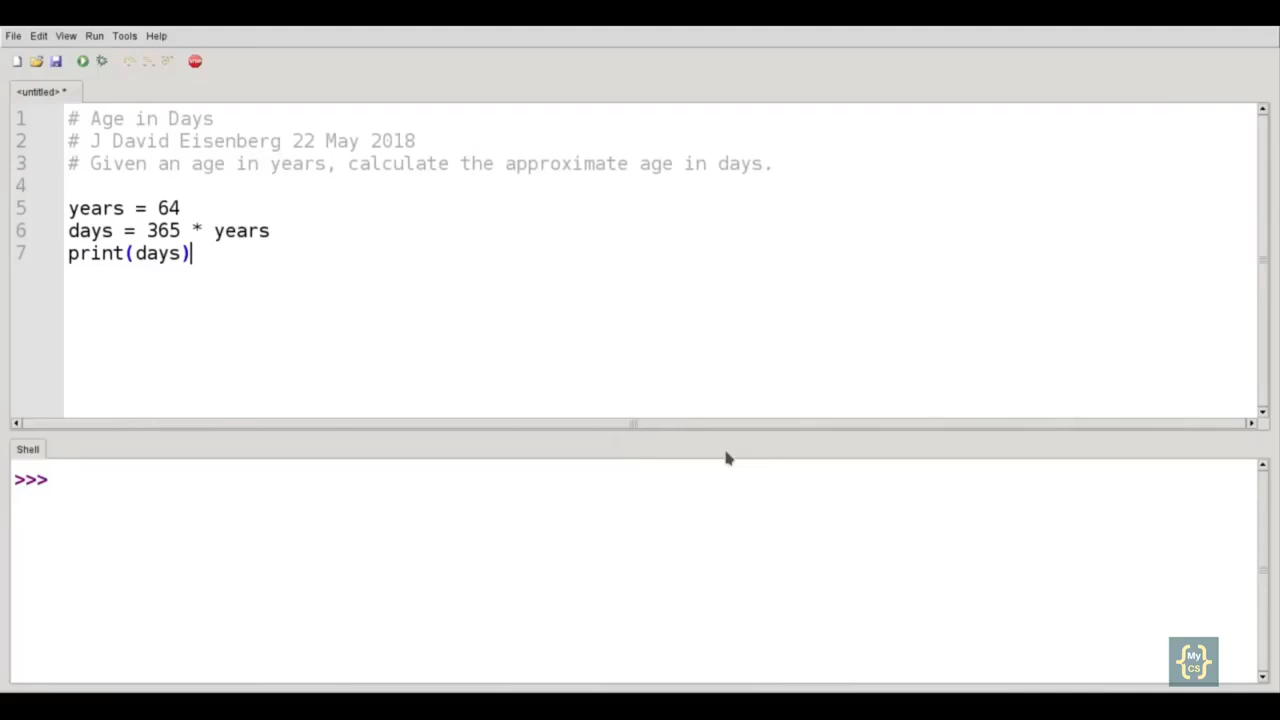 File Edit View Run Tools Help
STOP
<untitled> *
1 # Age in Days
2 # J David Eisenberg 22 May 2018
3 # Given an age in years, calculate the approximate age in days.
4
5 years = 64
6 days = 365 * years
7 print(days)
Shell
>>>
{My CS}